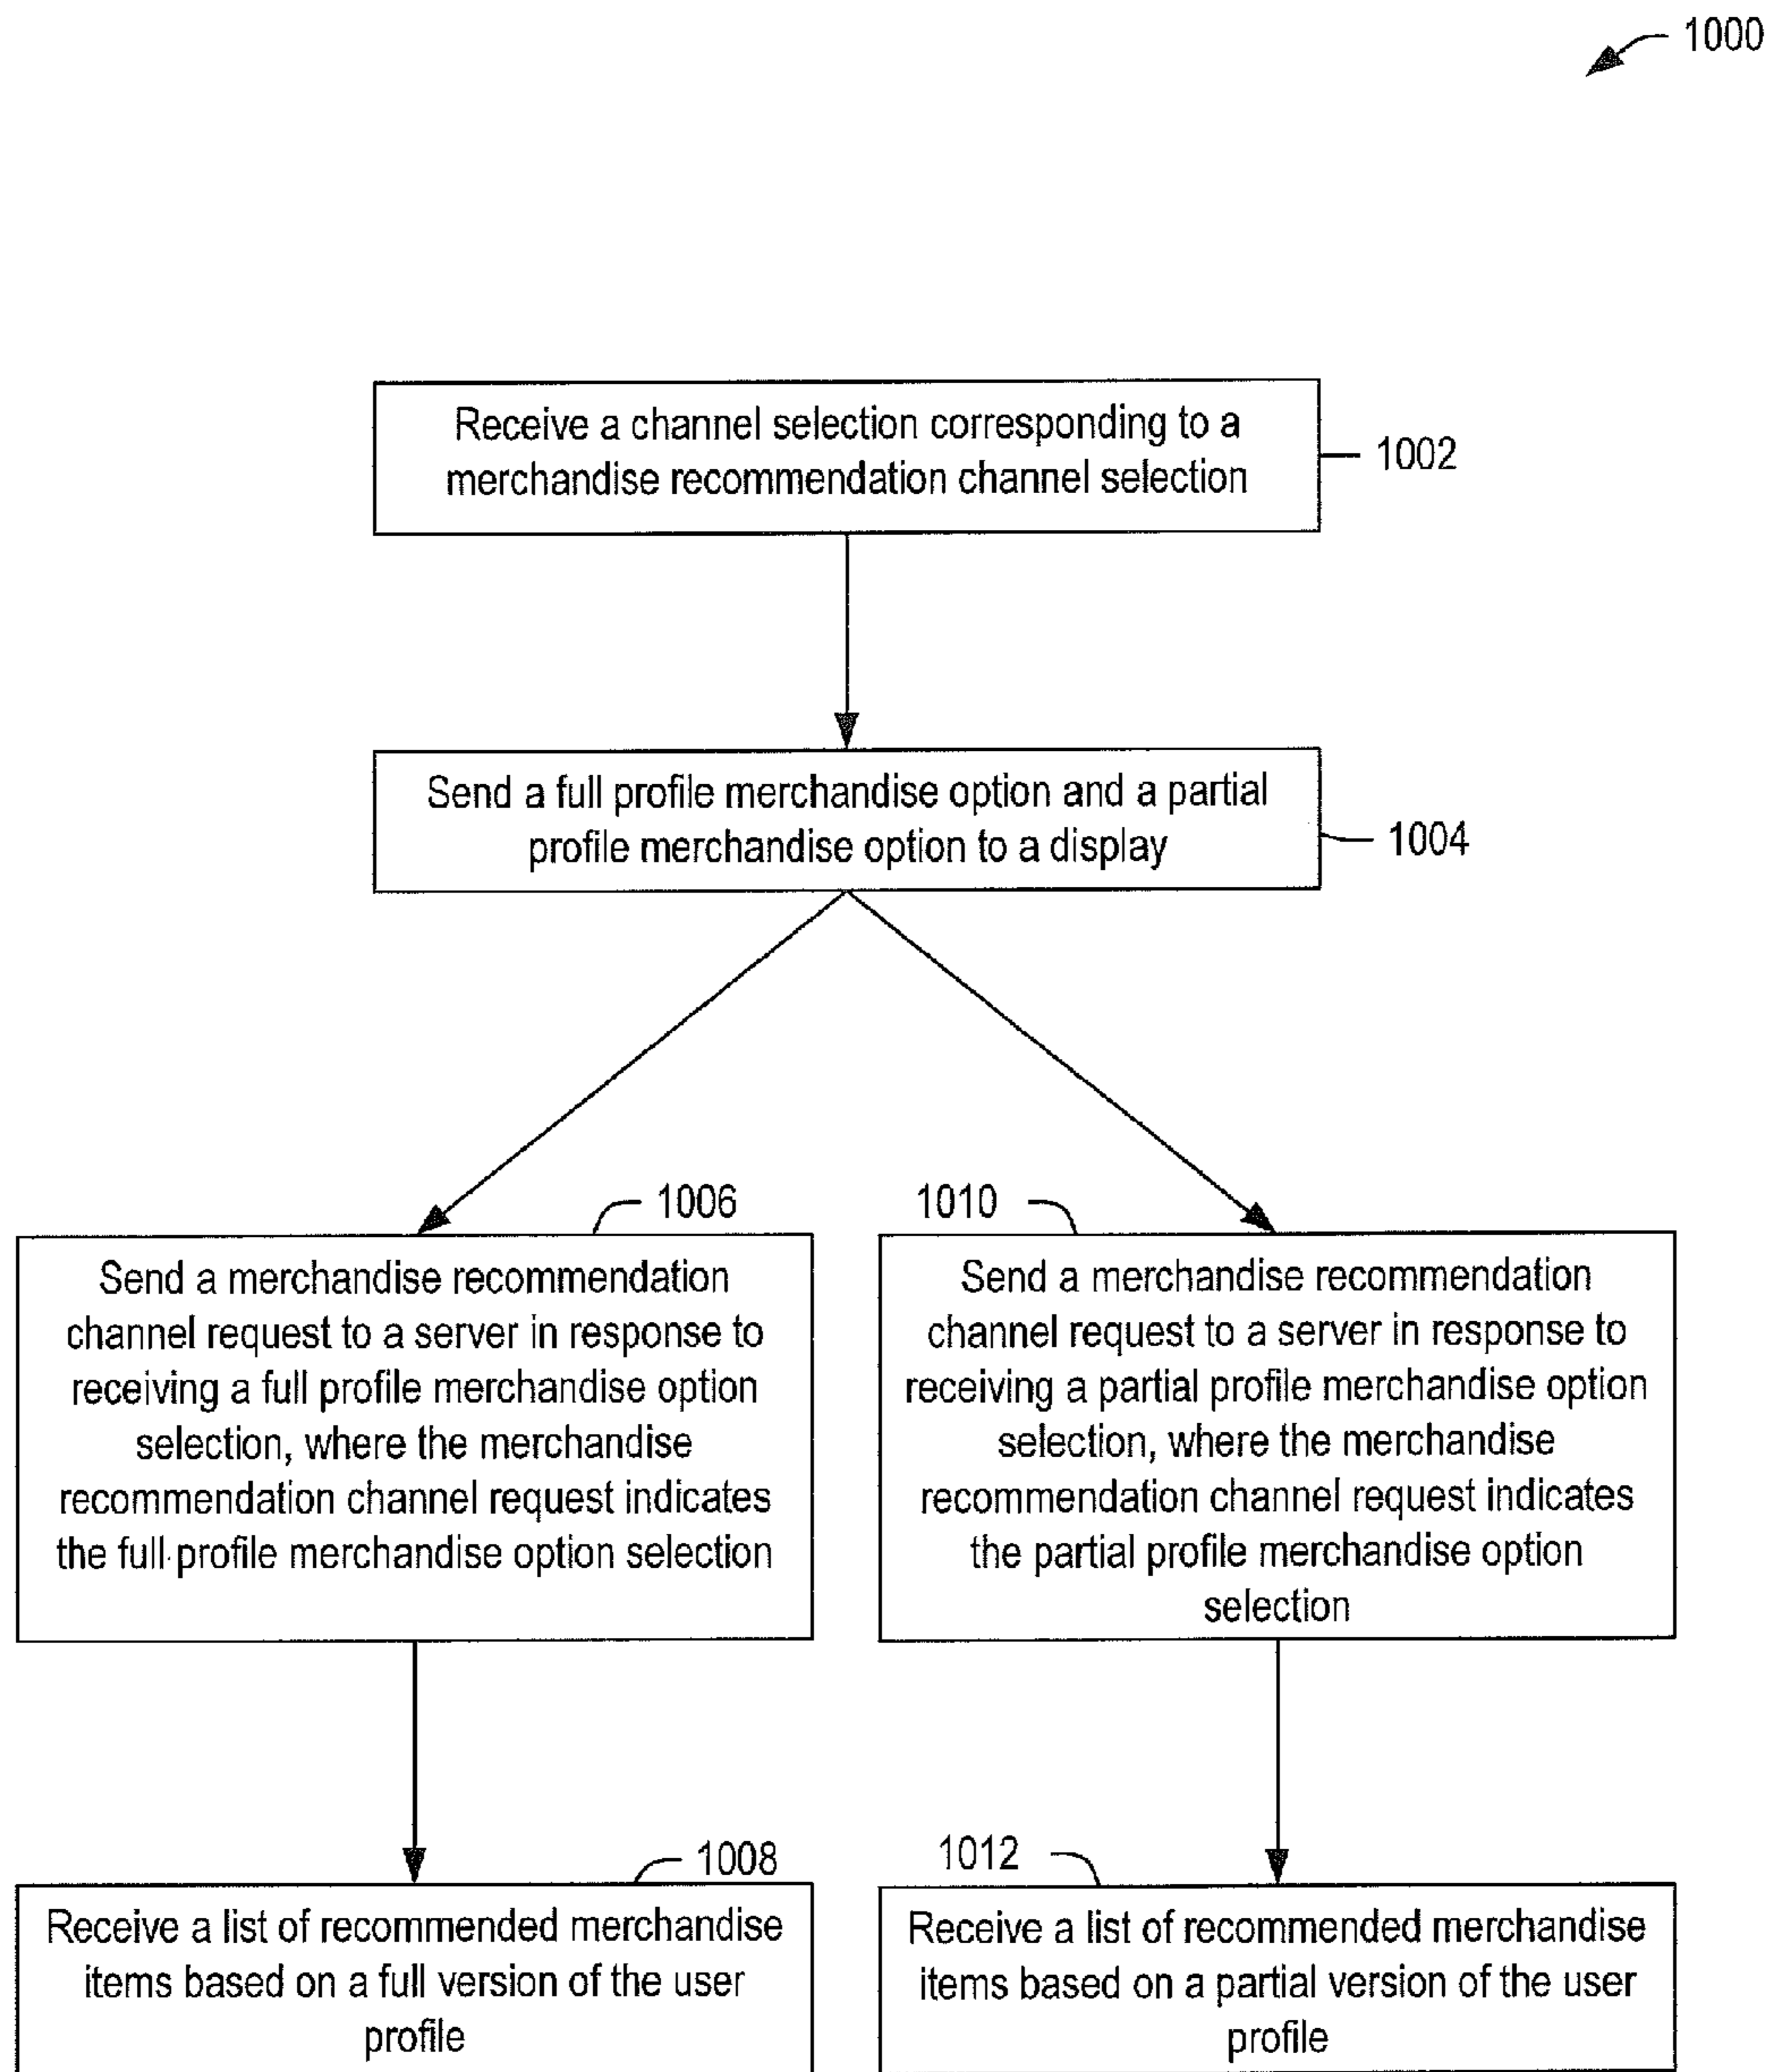 1000
Receive a channel selection corresponding to a
merchandise recommendation channel selection
1002
Send a full profile merchandise option and a partial
profile merchandise option to a display
1004
1006
Send a merchandise recommendation
channel request to a server in response to
receiving a full profile merchandise option
selection, where the merchandise
recommendation channel request indicates
the full profile merchandise option selection
1010
Send a merchandise recommendation
channel request to a server in response to
receiving a partial profile merchandise option
selection, where the merchandise
recommendation channel request indicates
the partial profile merchandise option
selection
1008
Receive a list of recommended merchandise
items based on a full version of the user
profile
1012
Receive a list of recommended merchandise
items based on a partial version of the user
profile